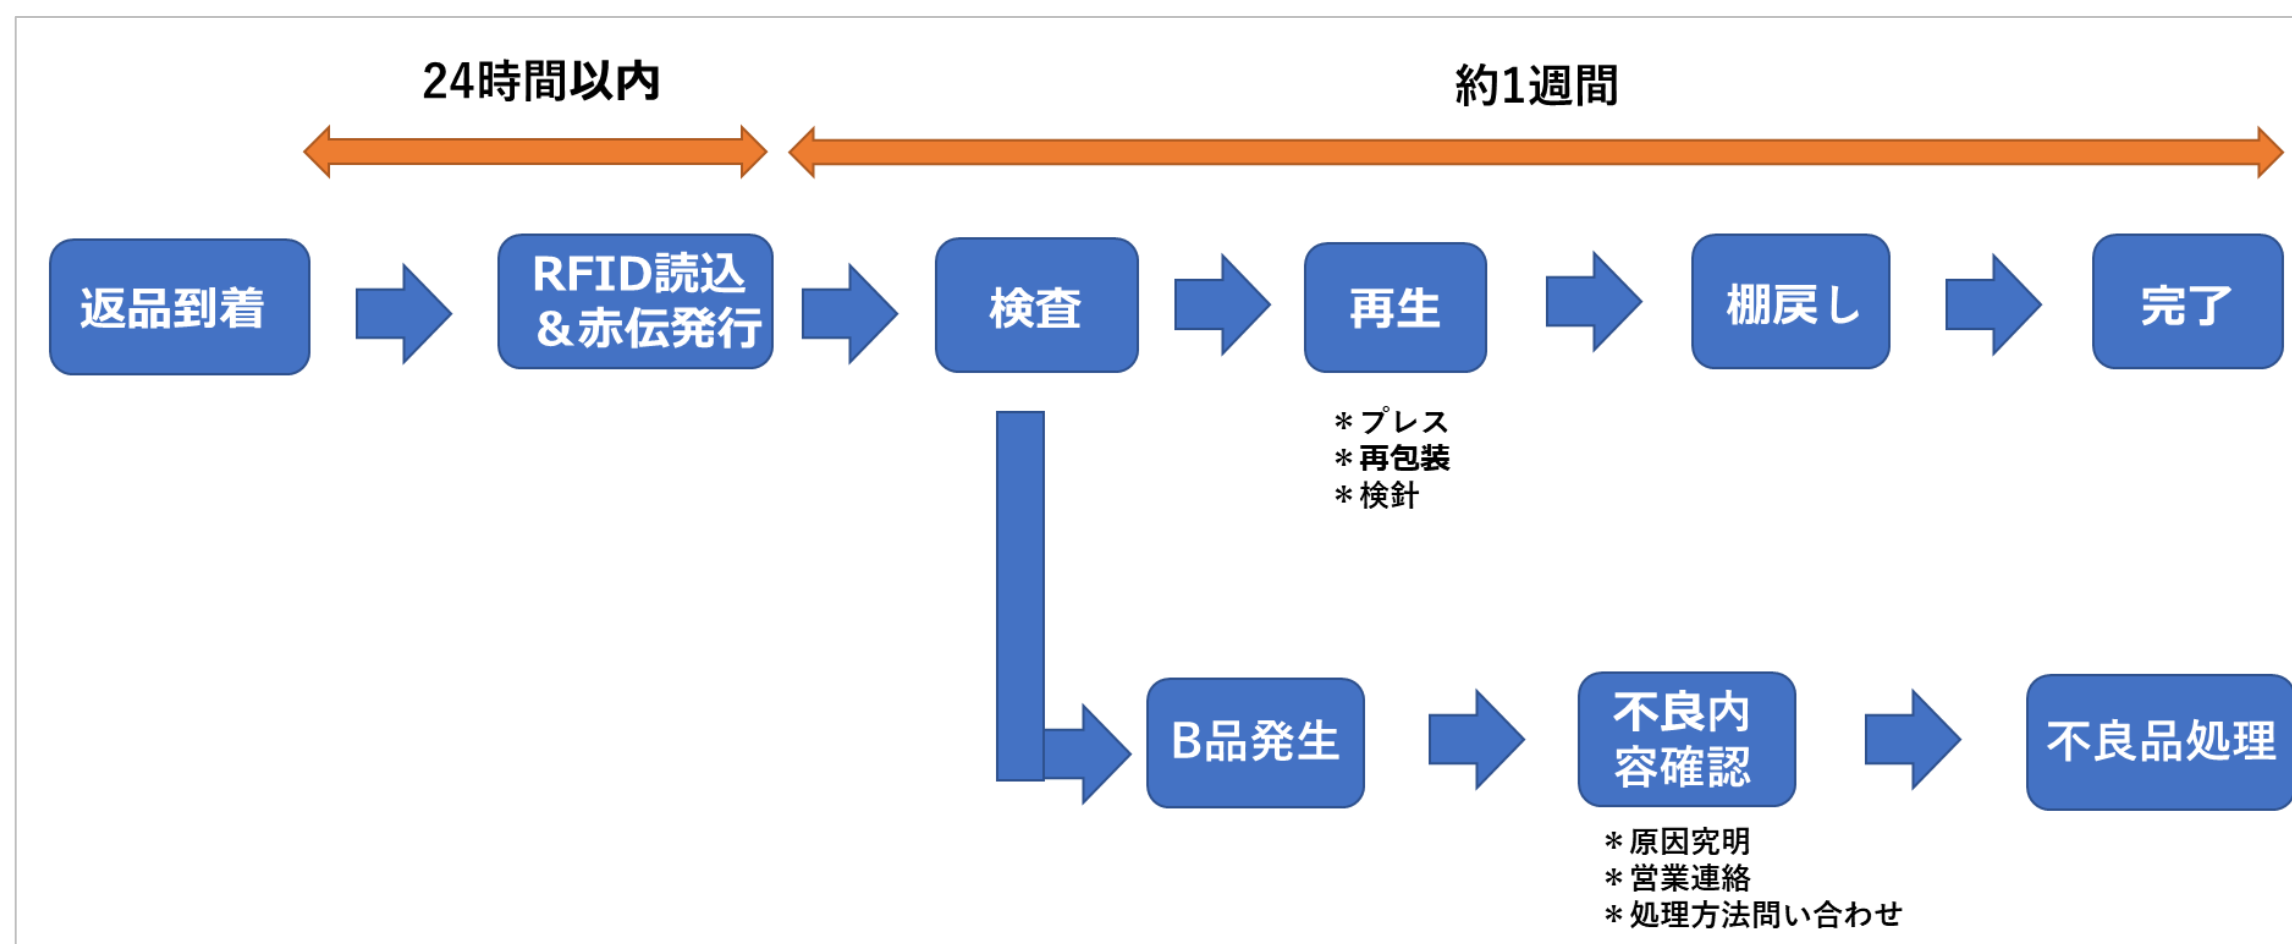 24時間以内
約1週間
返品到着
RFID読込
&赤伝発行
検査
再生
棚戻し
完了
*プレス
*再包装
*検針
B品発生
不良内
容確認
不良品処理
*原因究明
*営業連絡
*処理方法問い合わせ